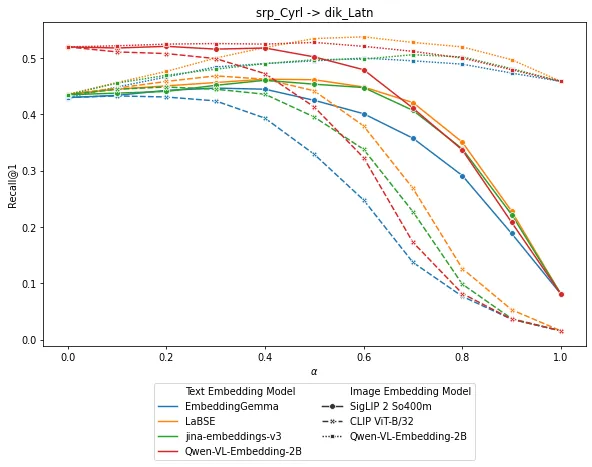 srp_Cyrl -> dik_Latn
Recall@1
0.5
0.4
0.3
0.2
0.1
0.0
0.0 0.2 0.4 0.6 0.8 1.0
α
Text Embedding Model
EmbeddingGemma
LaBSE
jina-embeddings-v3
Qwen-VL-Embedding-2B
Image Embedding Model
SigLIP 2 So400m
CLIP ViT-B/32
Qwen-VL-Embedding-2B